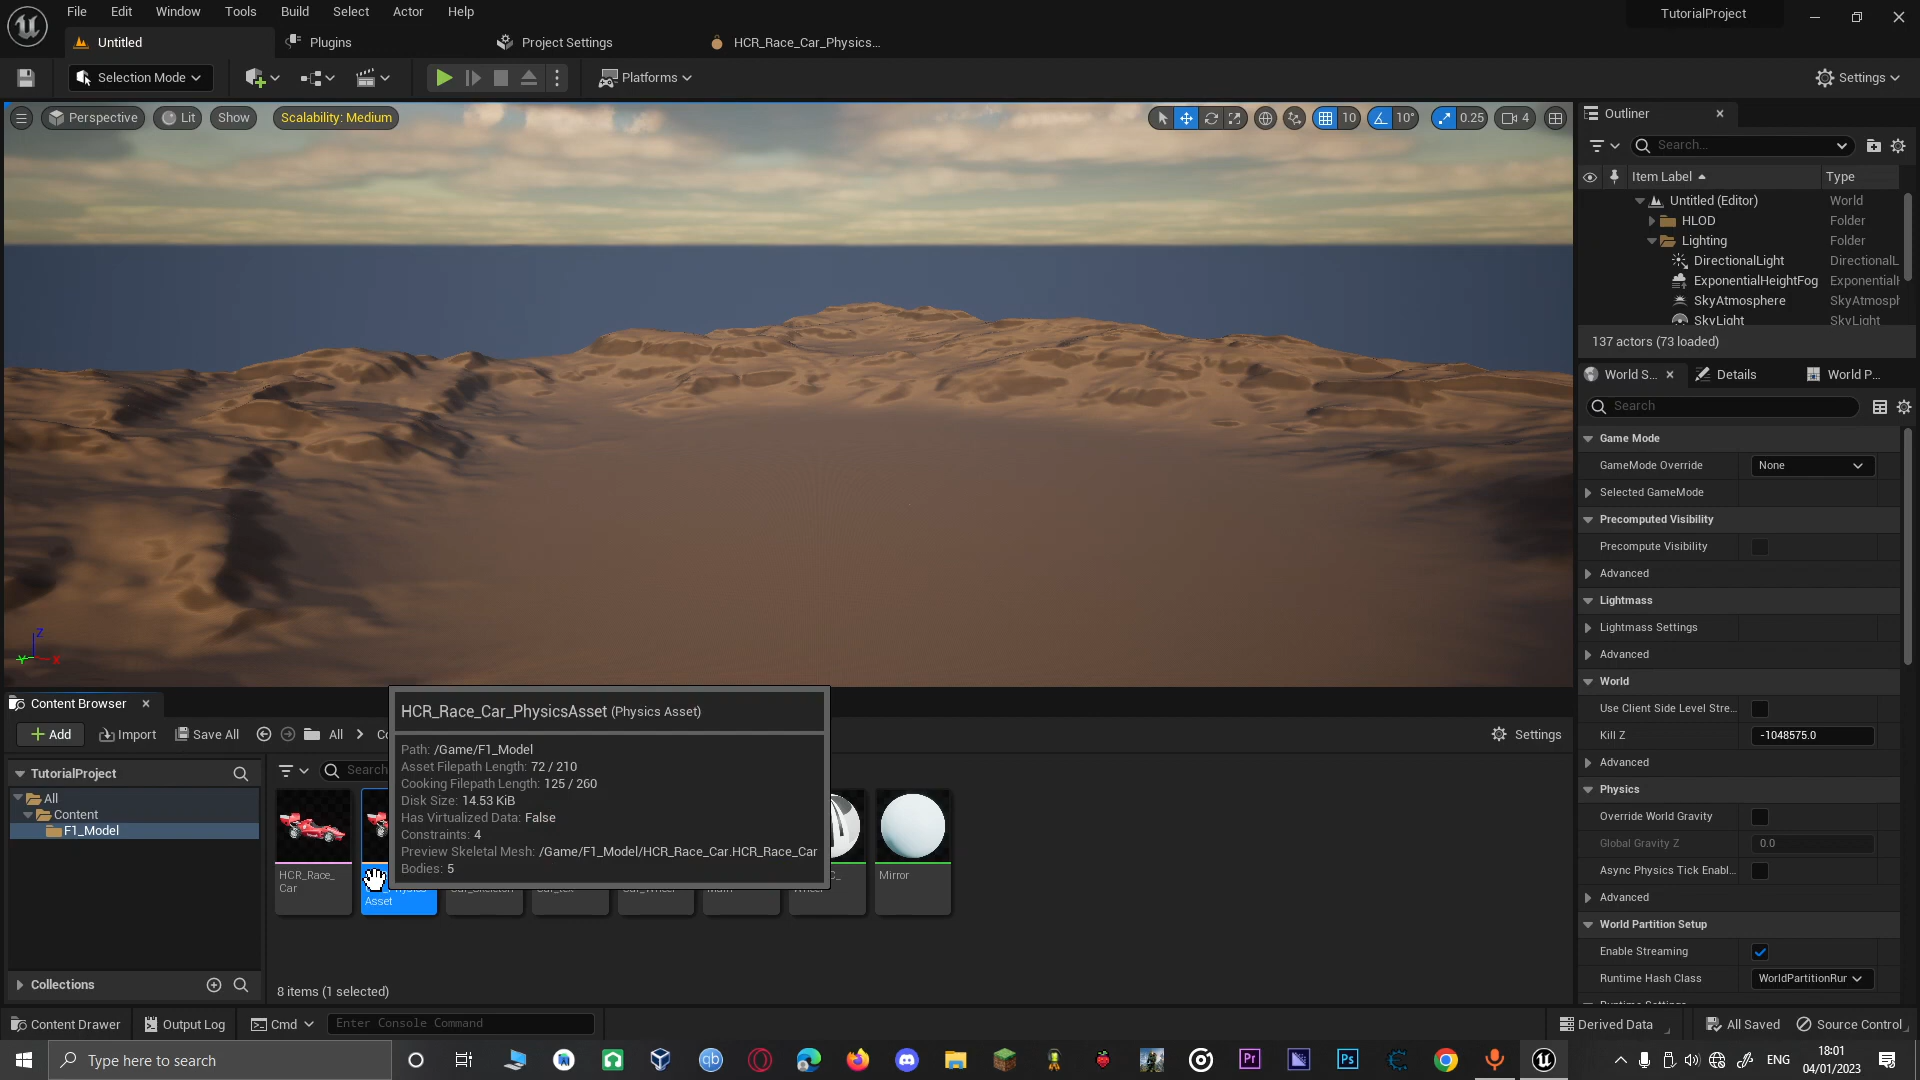 File Edit Window Tools Build Select Actor Help
TutorialProject
Untitled Plugins Project Settings HCR_Race_Car_Physics...
Selection Mode Platforms Settings
Perspective Lit Show Scalability: Medium 10 10° 0.25 4
Outliner
Search...
Item Label Type
Untitled (Editor) World
HLOD Folder
Lighting Folder
DirectionalLight DirectionalL
ExponentialHeightFog Exponential
SkyAtmosphere SkyAtmosph
SkyLight SkyLight
137 actors (73 loaded)
World S... Details World P...
Search
Game Mode
GameMode Override None
Selected GameMode
Precomputed Visibility
Precompute Visibility
Advanced
Lightmass
Lightmass Settings
Advanced
World
Use Client Side Level Stre...
Kill Z -1048575.0
Advanced
Physics
Override World Gravity
Global Gravity Z 0.0
Async Physics Tick Enabl...
Advanced
World Partition Setup
Enable Streaming
Runtime Hash Class WorldPartitionRun
Z
Y X
Content Browser
Add Import Save All All Co
Settings
TutorialProject
All
Content
F1_Model
Collections
Search
HCR_Race_Car_PhysicsAsset (Physics Asset)
Path: /Game/F1_Model
Asset Filepath Length: 72 / 210
Cooking Filepath Length: 125 / 260
Disk Size: 14.53 KiB
Has Virtualized Data: False
Constraints: 4
Preview Skeletal Mesh: /Game/F1_Model/HCR_Race_Car.HCR_Race_Car
Bodies: 5
HCR_Race_
Car
Asset
Mirror
8 items (1 selected)
Content Drawer Output Log Cmd Enter Console Command Derived Data All Saved Source Control
Type here to search
ENG
18:01
04/01/2023